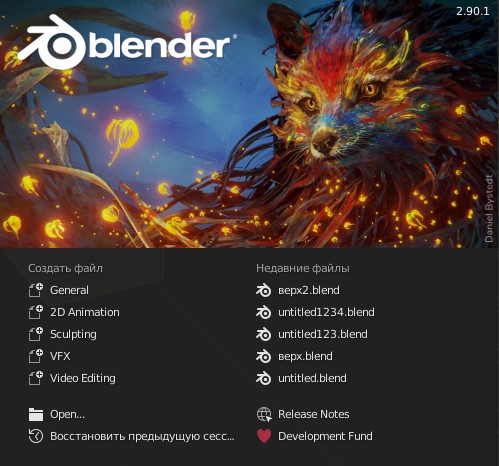 blender
2.90.1
Daniel Bystedt
Создать файл
General
2D Animation
Sculpting
VFX
Video Editing
Open...
Восстановить предыдущую сесс...
Недавние файлы
верх2.blend
untitled1234.blend
untitled123.blend
верх.blend
untitled.blend
Release Notes
Development Fund